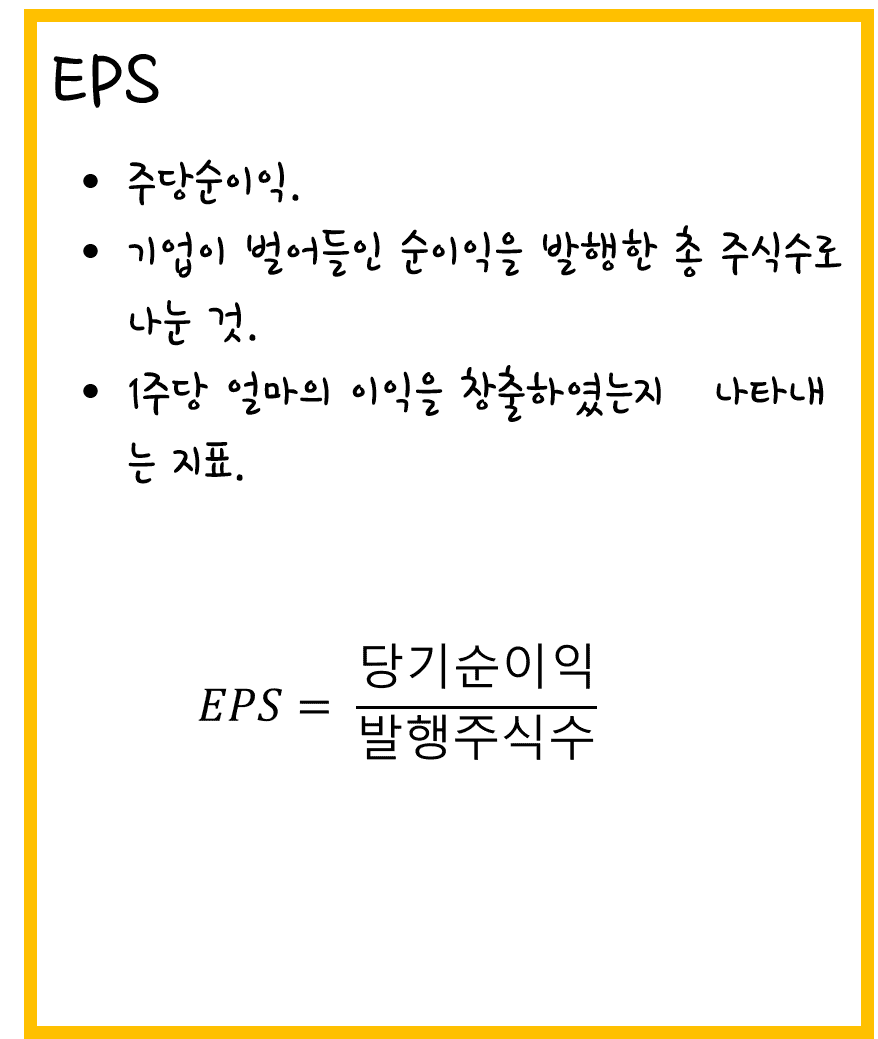 EPS
• 주당순이익.
• 기업이 벌어들인 순이익을 발행한 총 주식수로
나눈 것.
• 1주당 얼마의 이익을 창출하였는지 나타내
는 지표.
EPS = 당기순이익
발행주식수